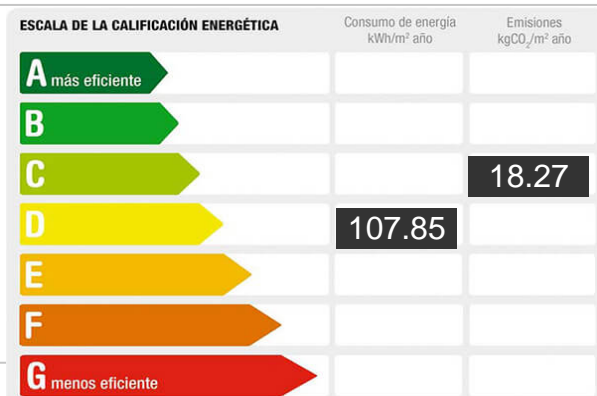 ESCALA DE LA CALIFICACIÓN ENERGÉTICA
Consumo de energía
kWh/m² año
Emisiones
kgCO₂/m² año
A más eficiente
B
C
18.27
D
107.85
E
F
G menos eficiente